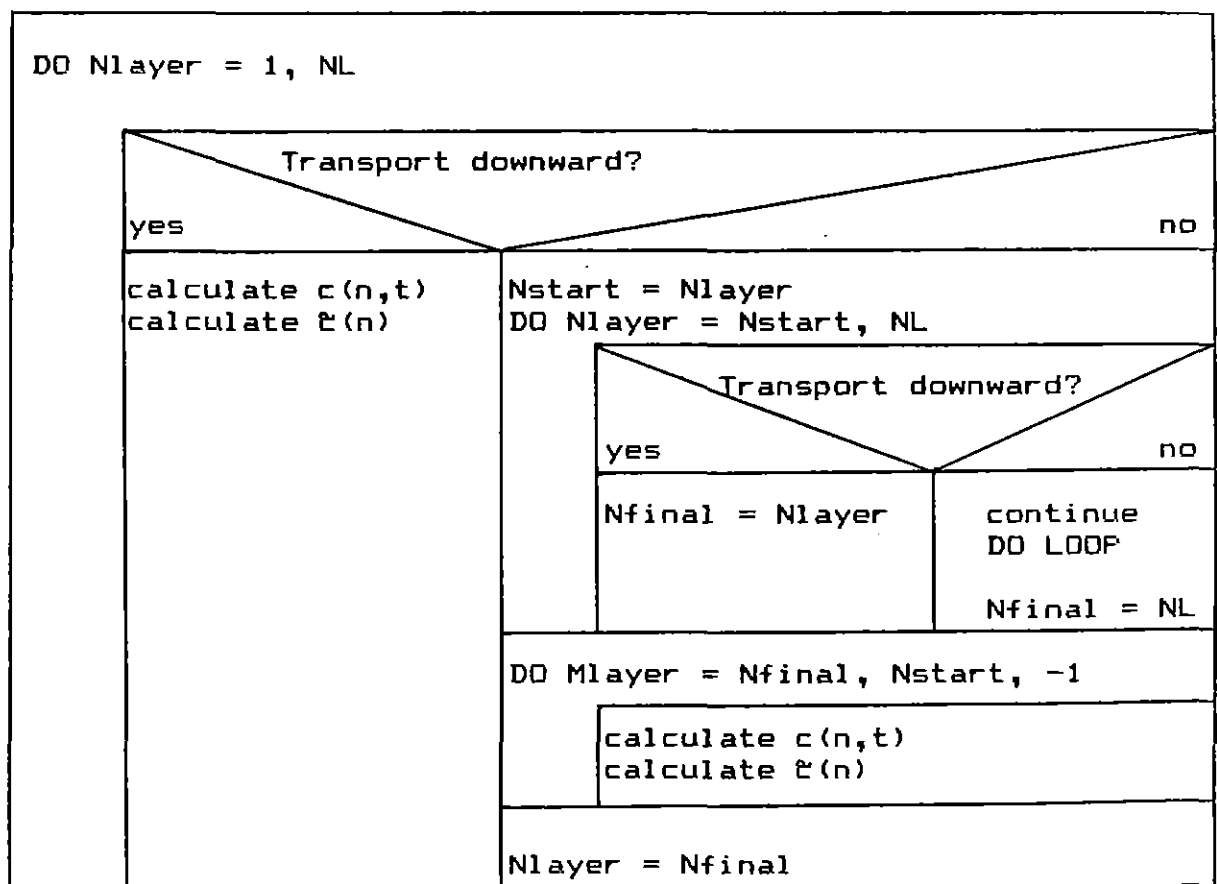 DO Nlayer = 1, NL
Transport downward?
yes
no
calculate c(n,t)
calculate c̃(n)
Nstart = Nlayer
DO Nlayer = Nstart, NL
Transport downward?
yes
no
Nfinal = Nlayer
continue
DO LOOP
Nfinal = NL
DO Mlayer = Nfinal, Nstart, -1
calculate c(n,t)
calculate c̃(n)
Nlayer = Nfinal